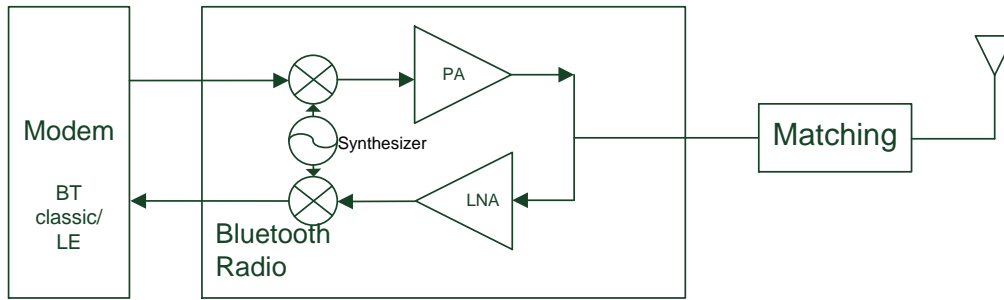 Modem
BT
classic/
LE
PA
Synthesizer
LNA
Bluetooth
Radio
Matching